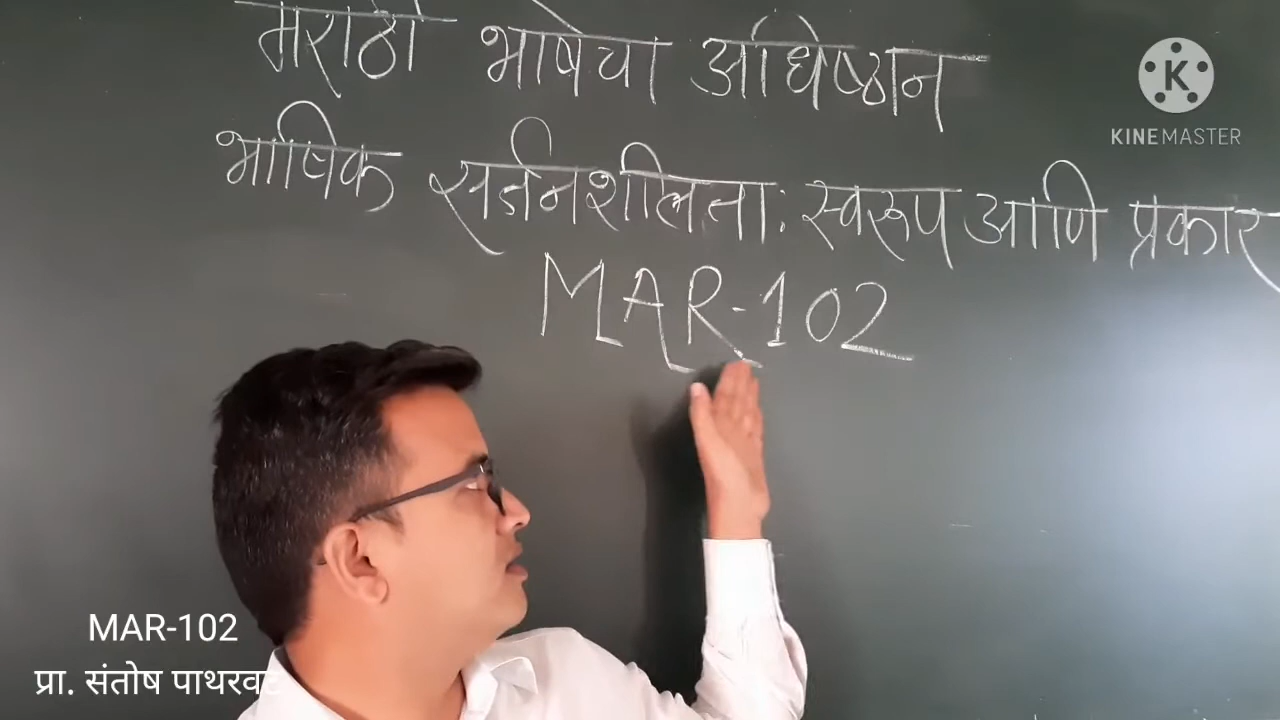 मराठी भाषेचा अधिष्ठान
भाषिक सर्जनशीलता: स्वरूप आणि प्रकार
MAR-102
K
KINEMASTER
MAR-102
प्रा. संतोष पाथरवट